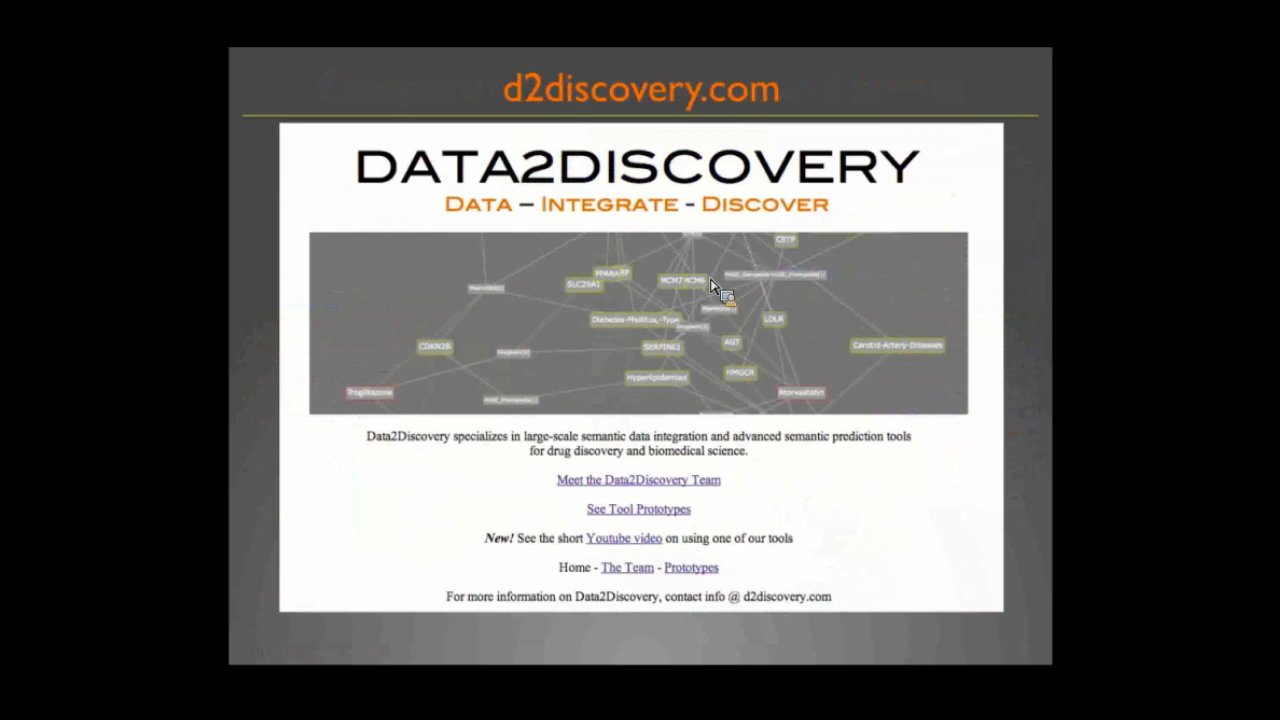 d2discovery.com
DATA2DISCOVERY
DATA – INTEGRATE - DISCOVER
CETP
PPARA
MCM7 MCM6
SLC25A1
Diabetes-Mellitus,-Type
LDLR
CDKN2B
SERPINE1
AGT
Carotid-Artery-Diseases
Hyperlipidemias
HMGCR
Troglitazone
Atorvastatin
Data2Discovery specializes in large-scale semantic data integration and advanced semantic prediction tools
for drug discovery and biomedical science.
Meet the Data2Discovery Team
See Tool Prototypes
New! See the short Youtube video on using one of our tools
Home - The Team - Prototypes
For more information on Data2Discovery, contact info @ d2discovery.com